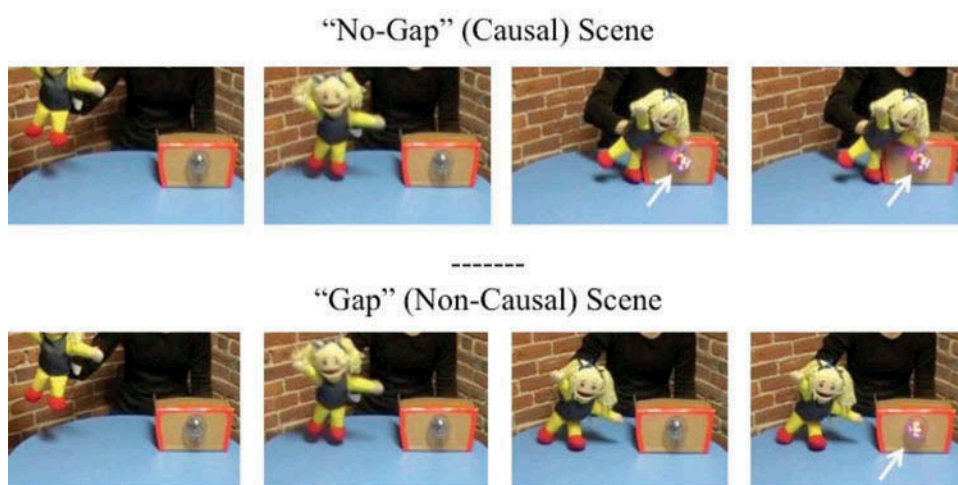 “No-Gap” (Causal) Scene
-------
“Gap” (Non-Causal) Scene